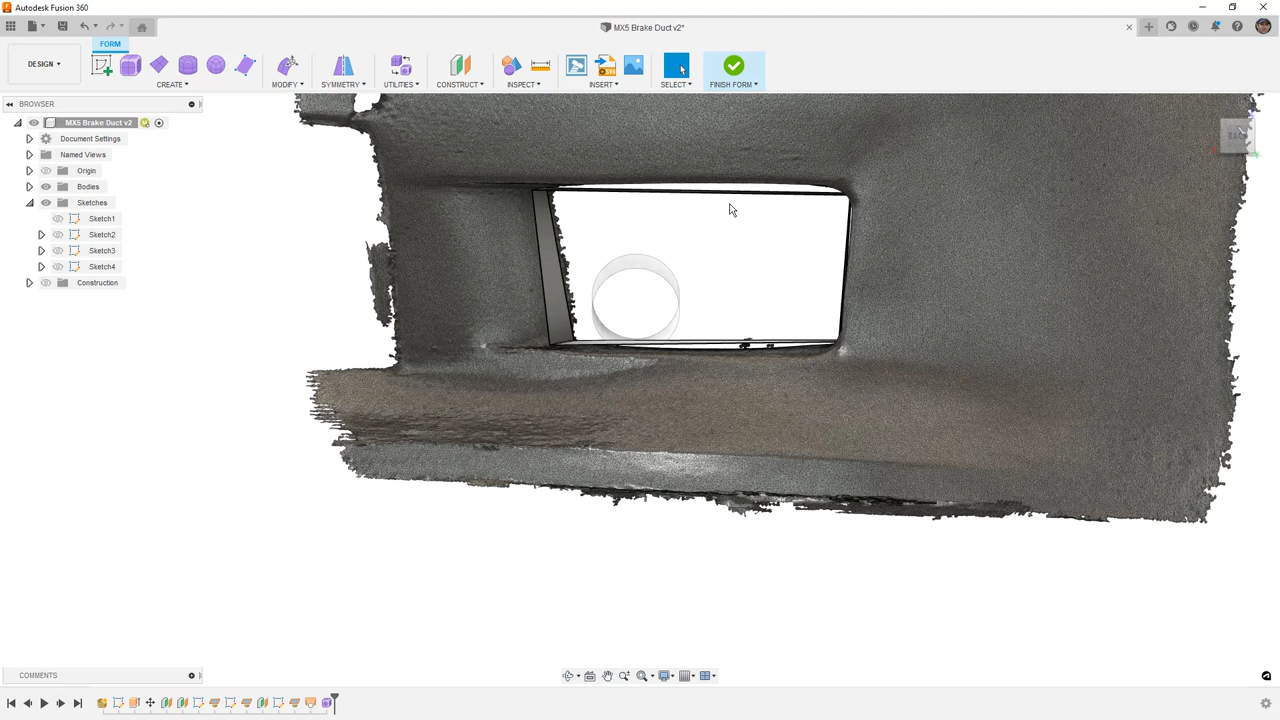 Autodesk Fusion 360
MX5 Brake Duct v2*
FORM
DESIGN
CREATE
MODIFY
SYMMETRY
UTILITIES
CONSTRUCT
INSPECT
INSERT
SELECT
FINISH FORM
BROWSER
MX5 Brake Duct v2
Document Settings
Named Views
Origin
Bodies
Sketches
Sketch1
Sketch2
Sketch3
Sketch4
Construction
BACK
COMMENTS